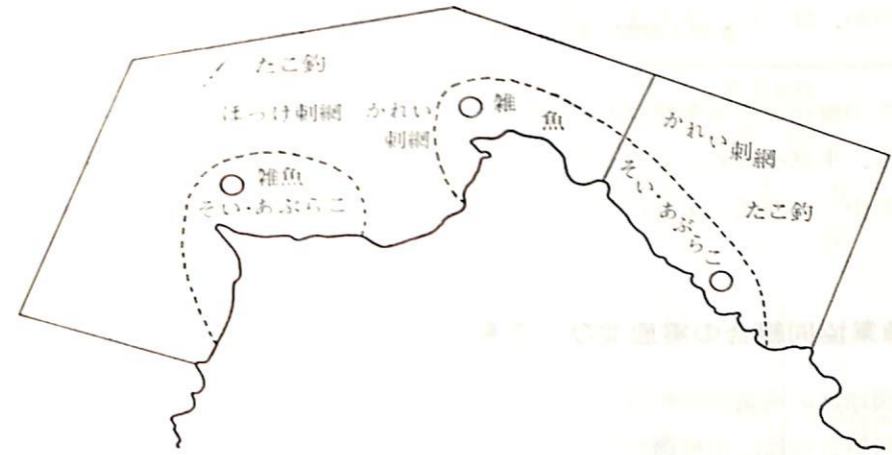 たこ釣
ほっけ刺網
かれい
刺網
雑魚
雑魚
そい・あぶらこ
かれい刺網
たこ釣
そい・あぶらこ